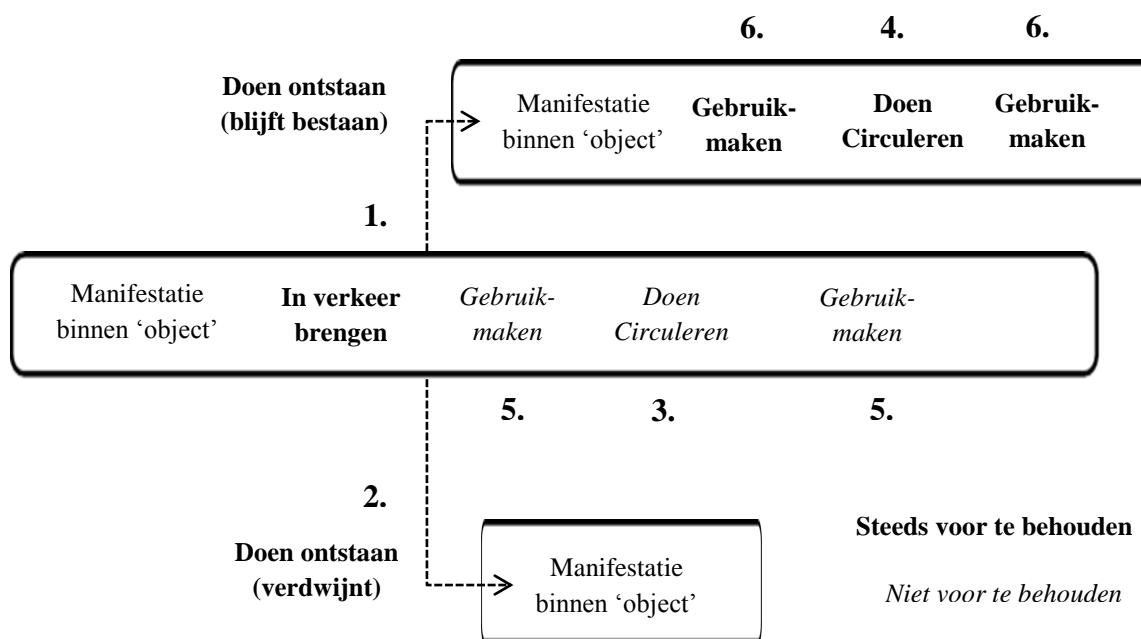 6. 4. 6.
Doen ontstaan
(blijft bestaan)
Manifestatie
binnen ‘object’
Gebruik-
maken
Doen
Circuleren
Gebruik-
maken
1.
Manifestatie
binnen ‘object’
In verkeer
brengen
Gebruik-
maken
Doen
Circuleren
Gebruik-
maken
5. 3. 5.
2.
Doen ontstaan
(verdwijnt)
Manifestatie
binnen ‘object’
Steeds voor te behouden
Niet voor te behouden